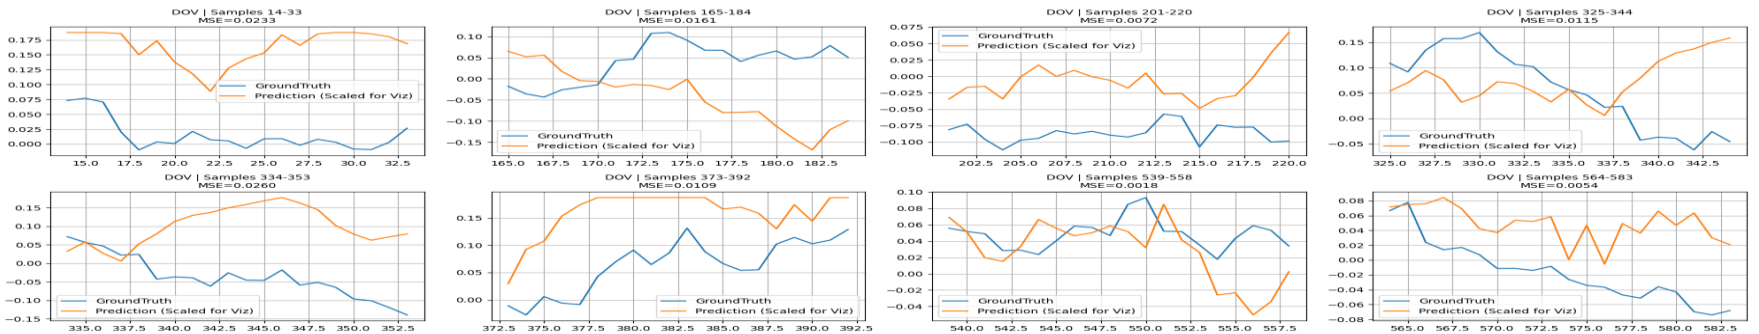 DOV | Samples 14-33
MSE=0.0233
0.175
0.150
0.125
0.100
0.075
0.050
0.025
0.000
GroundTruth
Prediction (Scaled for Viz)
15.0 17.5 20.0 22.5 25.0 27.5 30.0 32.5
DOV | Samples 165-184
MSE=0.0161
0.10
0.05
0.00
−0.05
−0.10
−0.15
GroundTruth
Prediction (Scaled for Viz)
165.0 167.5 170.0 172.5 175.0 177.5 180.0 182.5
DOV | Samples 201-220
MSE=0.0072
0.075
0.050
0.025
0.000
−0.025
−0.050
−0.075
−0.100
GroundTruth
Prediction (Scaled for Viz)
202.5 205.0 207.5 210.0 212.5 215.0 217.5 220.0
DOV | Samples 325-344
MSE=0.0115
0.15
0.10
0.05
0.00
−0.05
GroundTruth
Prediction (Scaled for Viz)
325.0 327.5 330.0 332.5 335.0 337.5 340.0 342.5
DOV | Samples 334-353
MSE=0.0260
0.15
0.10
0.05
0.00
−0.05
−0.10
−0.15
GroundTruth
Prediction (Scaled for Viz)
335.0 337.5 340.0 342.5 345.0 347.5 350.0 352.5
DOV | Samples 373-392
MSE=0.0109
0.15
0.10
0.05
0.00
GroundTruth
Prediction (Scaled for Viz)
372.5 375.0 377.5 380.0 382.5 385.0 387.5 390.0 392.5
DOV | Samples 539-558
MSE=0.0018
0.10
0.08
0.06
0.04
0.02
0.00
−0.02
−0.04
GroundTruth
Prediction (Scaled for Viz)
540.0 542.5 545.0 547.5 550.0 552.5 555.0 557.5
DOV | Samples 564-583
MSE=0.0054
0.08
0.06
0.04
0.02
0.00
−0.02
−0.04
−0.06
−0.08
GroundTruth
Prediction (Scaled for Viz)
565.0 567.5 570.0 572.5 575.0 577.5 580.0 582.5